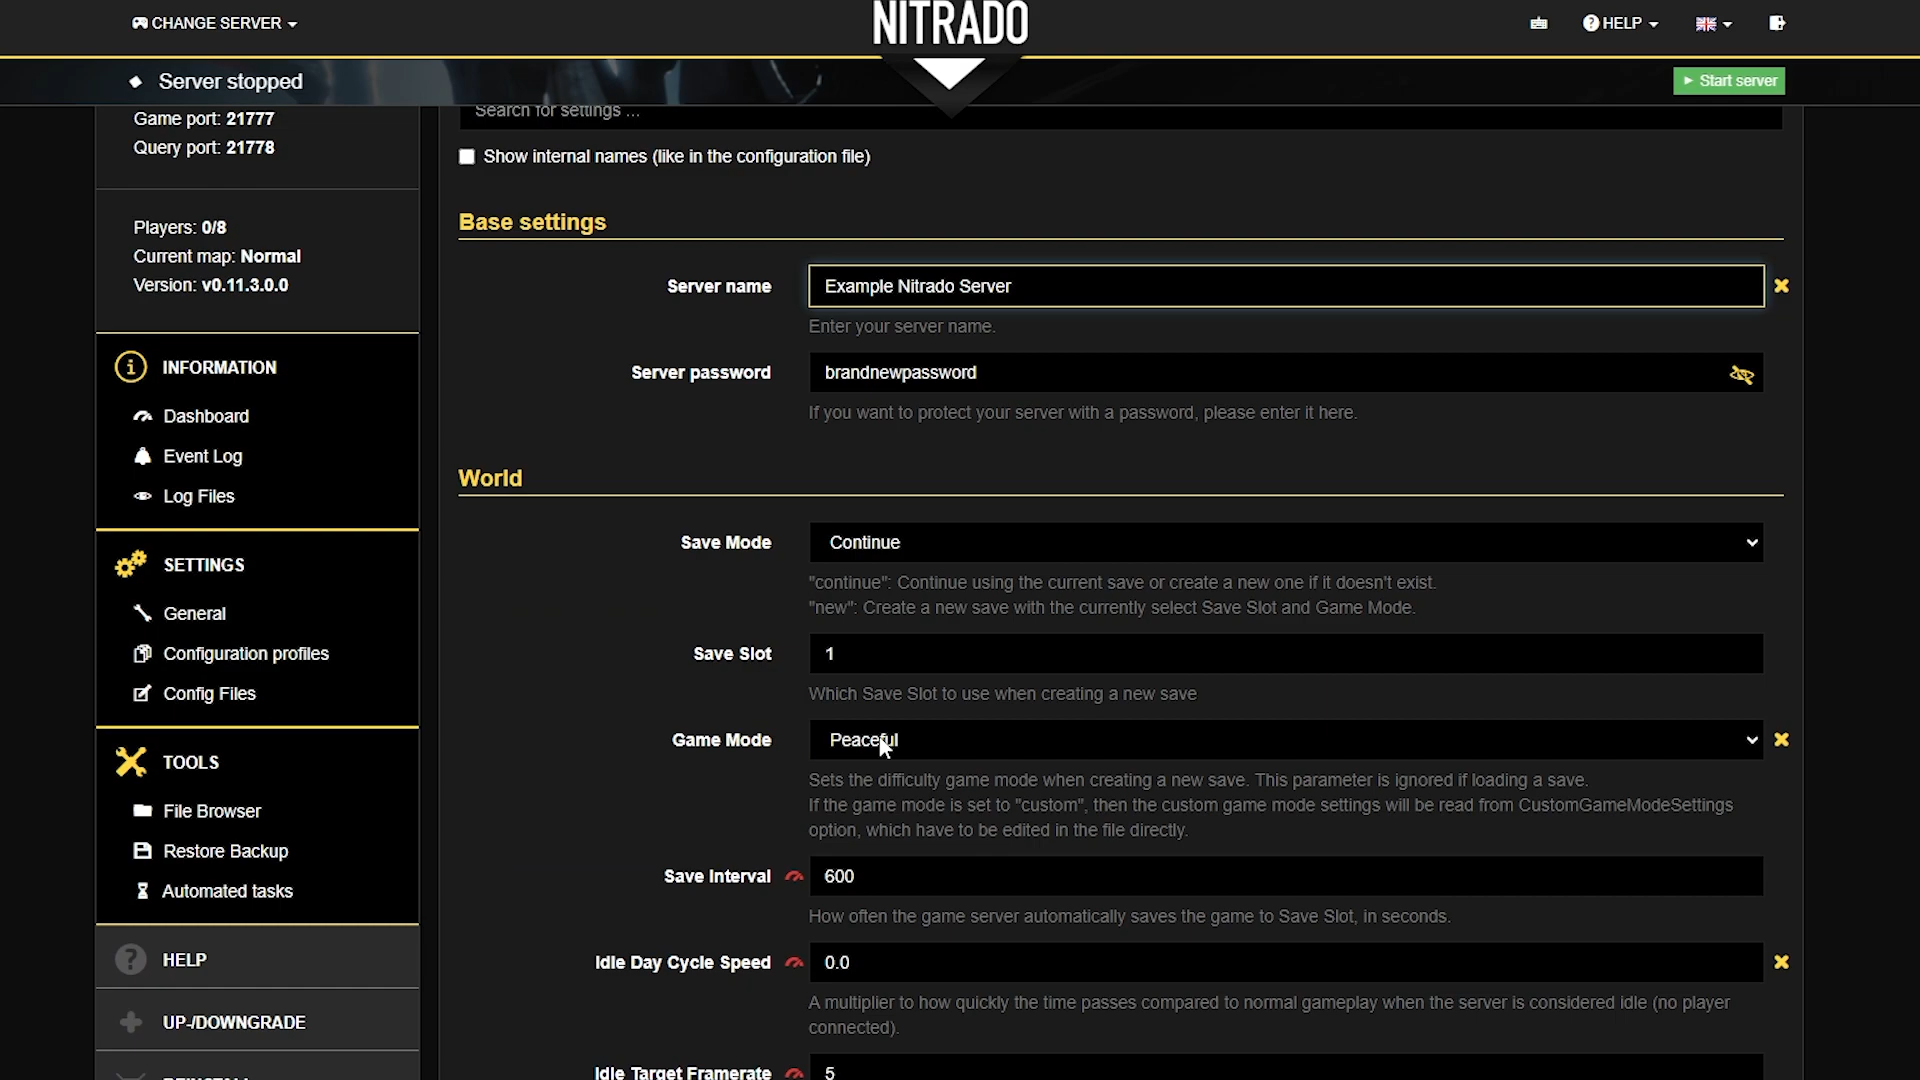 CHANGE SERVER
NITRADO
HELP
Server stopped
Start server
Game port: 21777
Query port: 21778
Players: 0/8
Current map: Normal
Version: v0.11.3.0.0
INFORMATION
Dashboard
Event Log
Log Files
SETTINGS
General
Configuration profiles
Config Files
TOOLS
File Browser
Restore Backup
Automated tasks
HELP
UP-/DOWNGRADE
REINSTALL
Search for settings ...
Show internal names (like in the configuration file)
Base settings
Server name
Example Nitrado Server
Enter your server name.
Server password
brandnewpassword
If you want to protect your server with a password, please enter it here.
World
Save Mode
Continue
"continue": Continue using the current save or create a new one if it doesn't exist.
"new": Create a new save with the currently select Save Slot and Game Mode.
Save Slot
1
Which Save Slot to use when creating a new save
Game Mode
Peaceful
Sets the difficulty game mode when creating a new save. This parameter is ignored if loading a save.
If the game mode is set to "custom", then the custom game mode settings will be read from CustomGameModeSettings
option, which have to be edited in the file directly.
Save Interval
600
How often the game server automatically saves the game to Save Slot, in seconds.
Idle Day Cycle Speed
0.0
A multiplier to how quickly the time passes compared to normal gameplay when the server is considered idle (no player
connected).
Idle Target Framerate
5